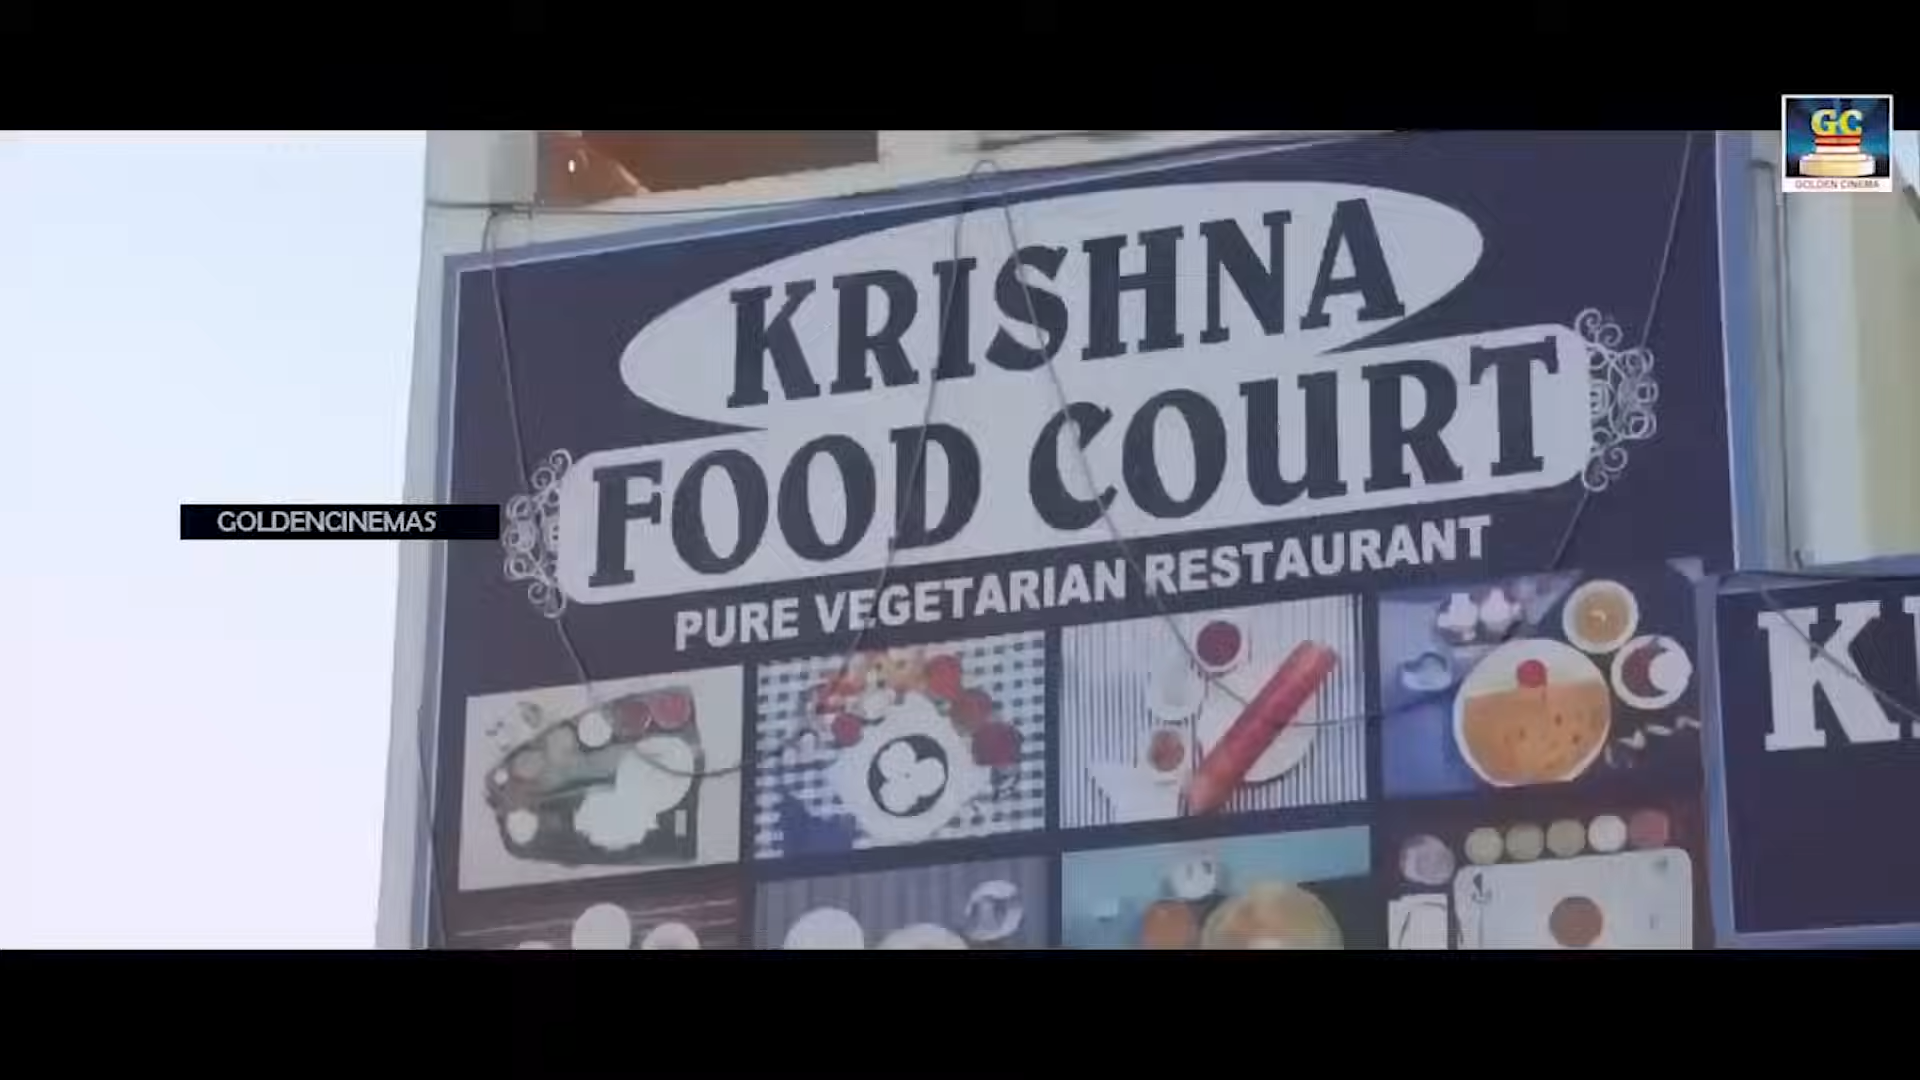 GC
GOLDEN CINEMA
KRISHNA
FOOD COURT
GOLDENCINEMAS
PURE VEGETARIAN RESTAURANT